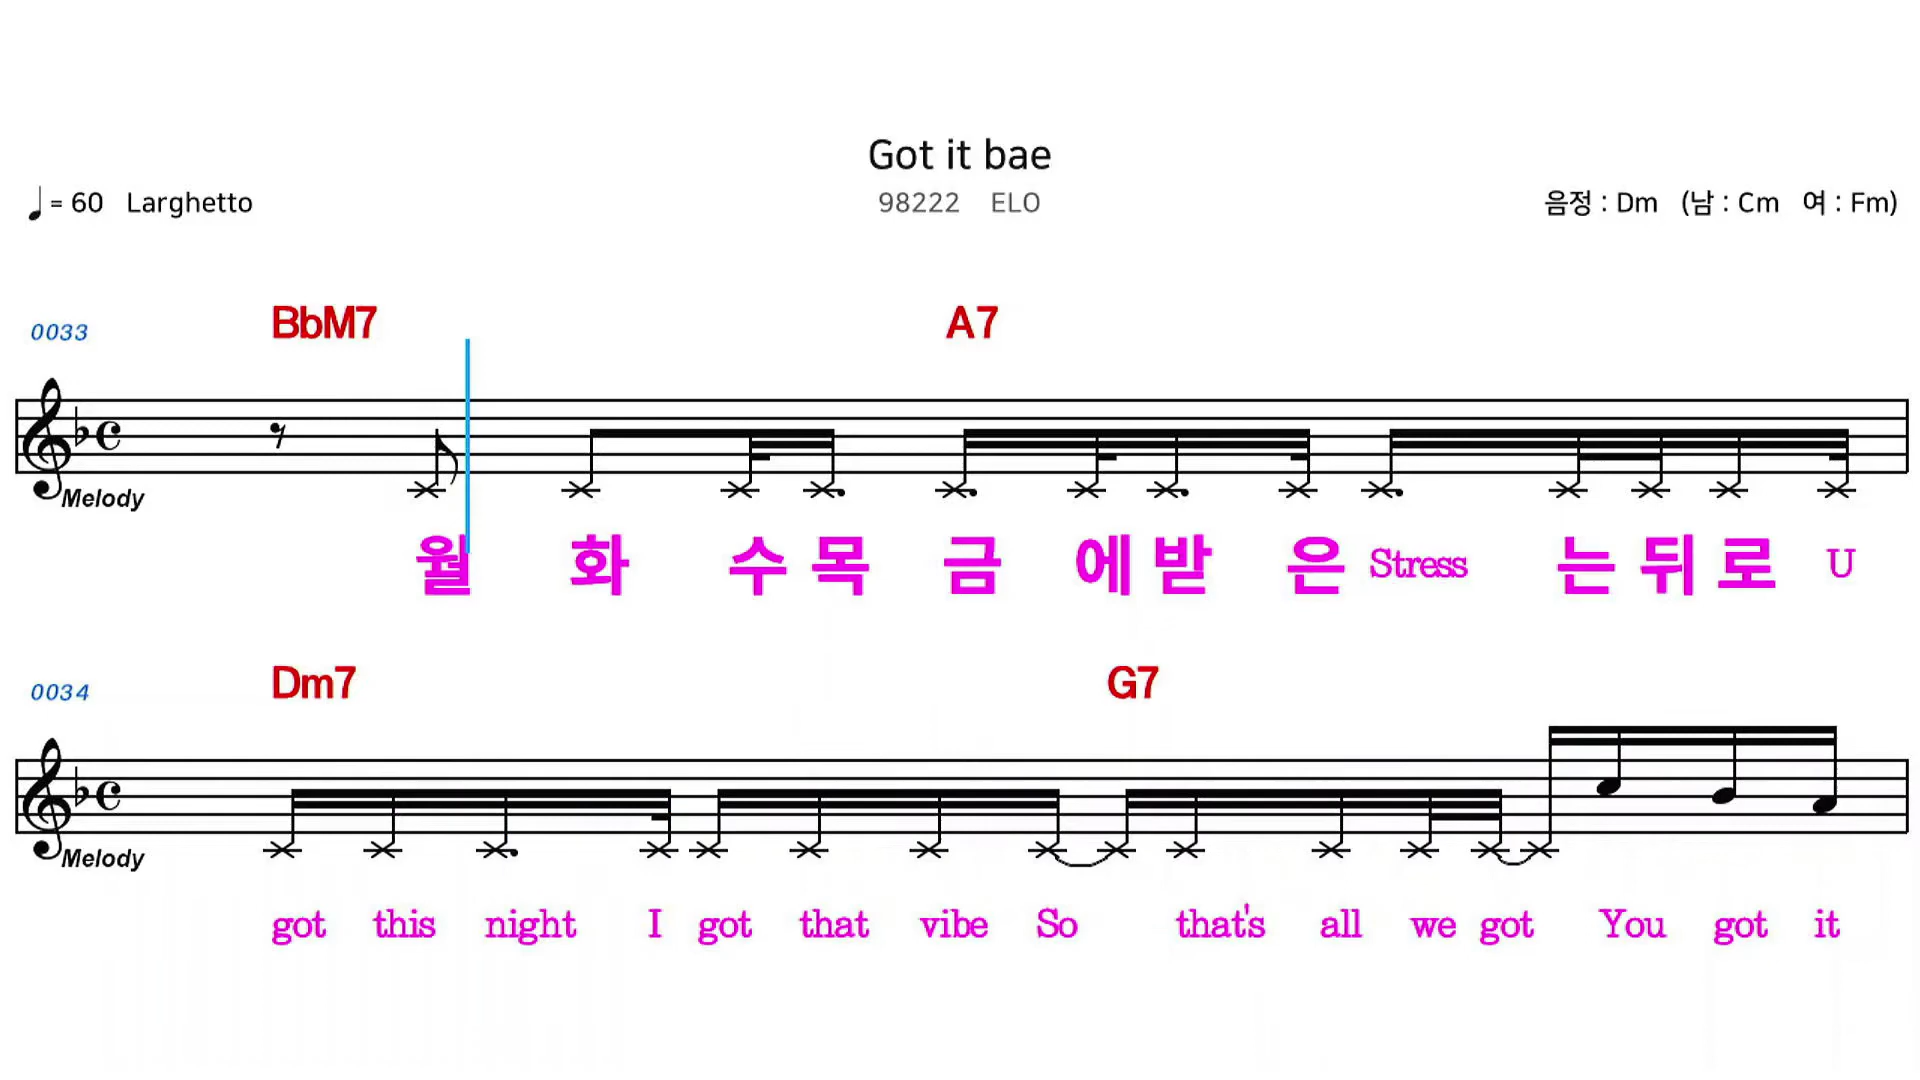 Got it bae
♩ = 60 Larghetto 98222 ELO 음정 : Dm (남 : Cm 여 : Fm)
0033 BbM7 A7
Melody
월 화 수 목 금 에 받 은 Stress 는 뒤 로 U
0034 Dm7 G7
Melody
got this night I got that vibe So that's all we got You got it